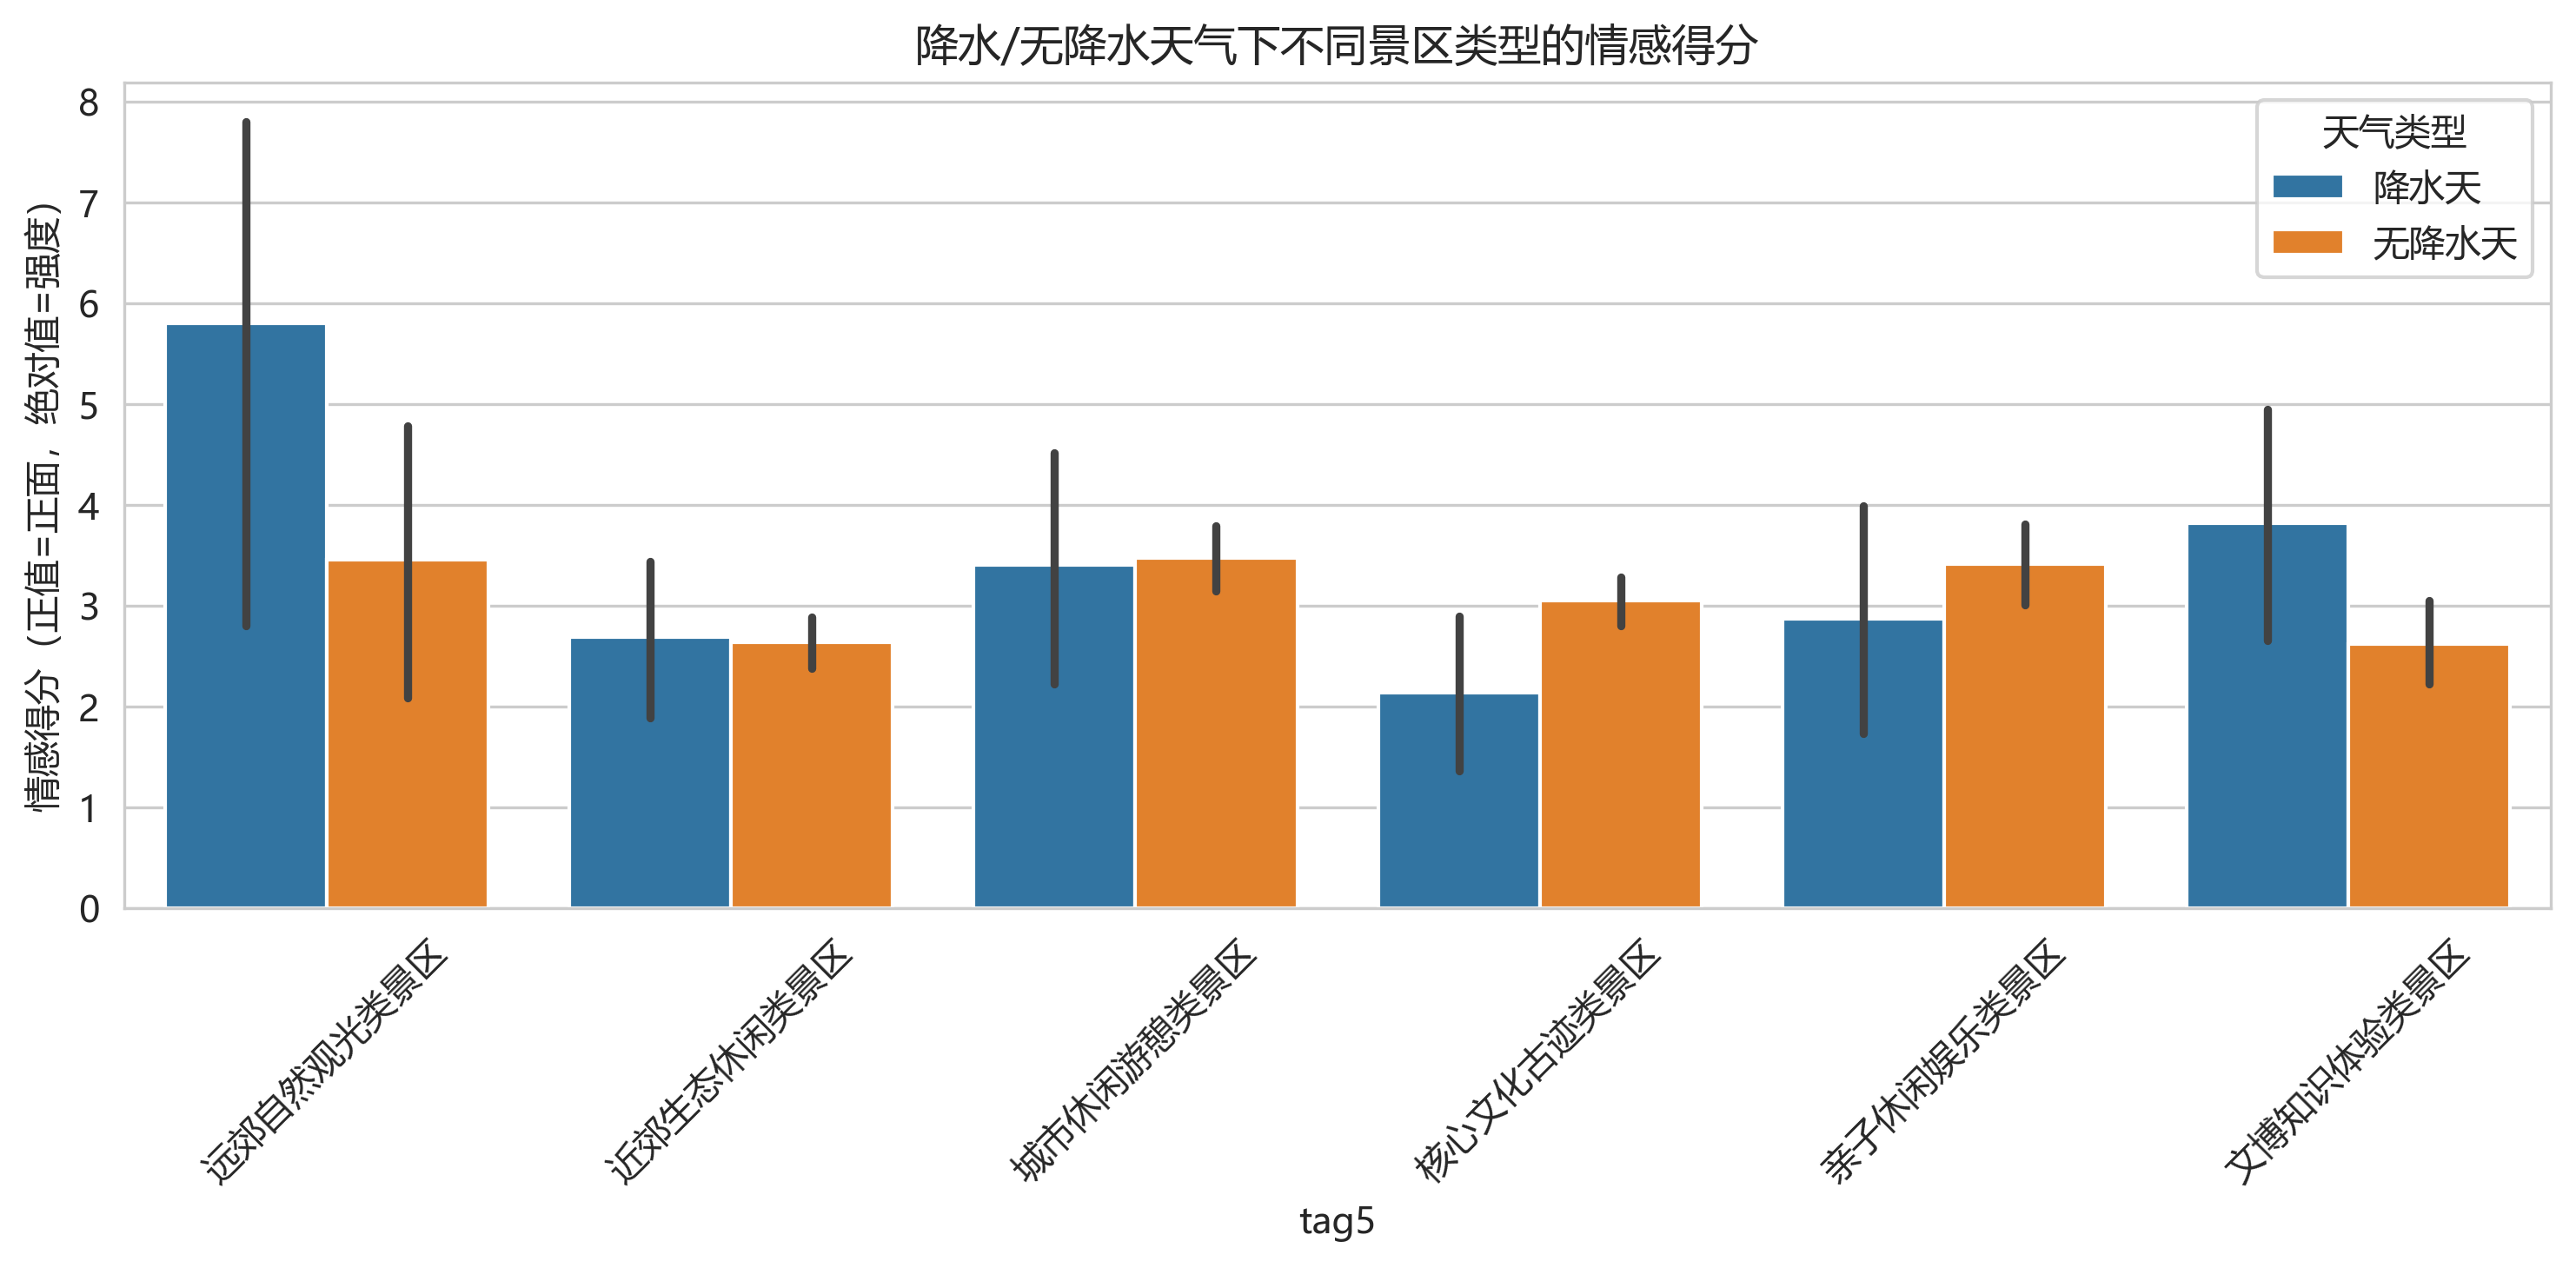 降水/无降水天气下不同景区类型的情感得分
情感得分（正值=正面，绝对值=强度）
8
7
6
5
4
3
2
1
0
天气类型
降水天
无降水天
远郊自然观光类景区
近郊生态休闲类景区
城市休闲游憩类景区
核心文化古迹类景区
亲子休闲娱乐类景区
文博知识体验类景区
tag5